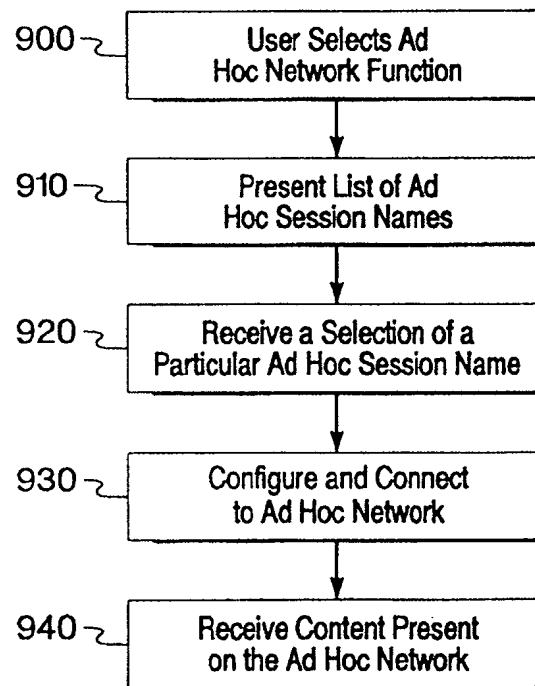 900
User Selects Ad
Hoc Network Function
910
Present List of Ad
Hoc Session Names
920
Receive a Selection of a
Particular Ad Hoc Session Name
930
Configure and Connect
to Ad Hoc Network
940
Receive Content Present
on the Ad Hoc Network